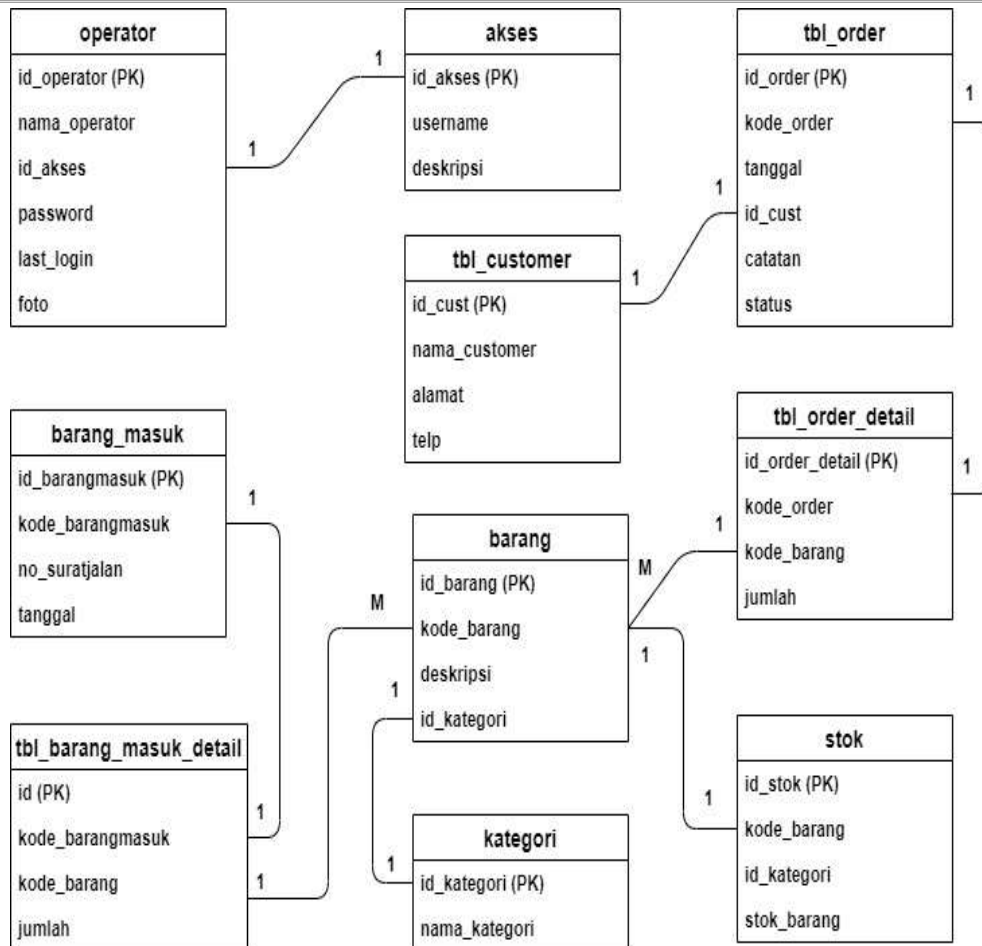 operator
id_operator (PK)
nama_operator
id_akses
password
last_login
foto
1
1
akses
id_akses (PK)
username
deskripsi
tbl_order
id_order (PK)
kode_order
tanggal
id_cust
catatan
status
1
1
1
tbl_customer
id_cust (PK)
nama_customer
alamat
telp
barang_masuk
id_barangmasuk (PK)
kode_barangmasuk
no_suratjalan
tanggal
1
tbl_order_detail
id_order_detail (PK)
kode_order
kode_barang
jumlah
1
1
M
1
barang
id_barang (PK)
kode_barang
deskripsi
id_kategori
M
1
tbl_barang_masuk_detail
id (PK)
kode_barangmasuk
kode_barang
jumlah
1
1
kategori
id_kategori (PK)
nama_kategori
1
stok
id_stok (PK)
kode_barang
id_kategori
stok_barang
1